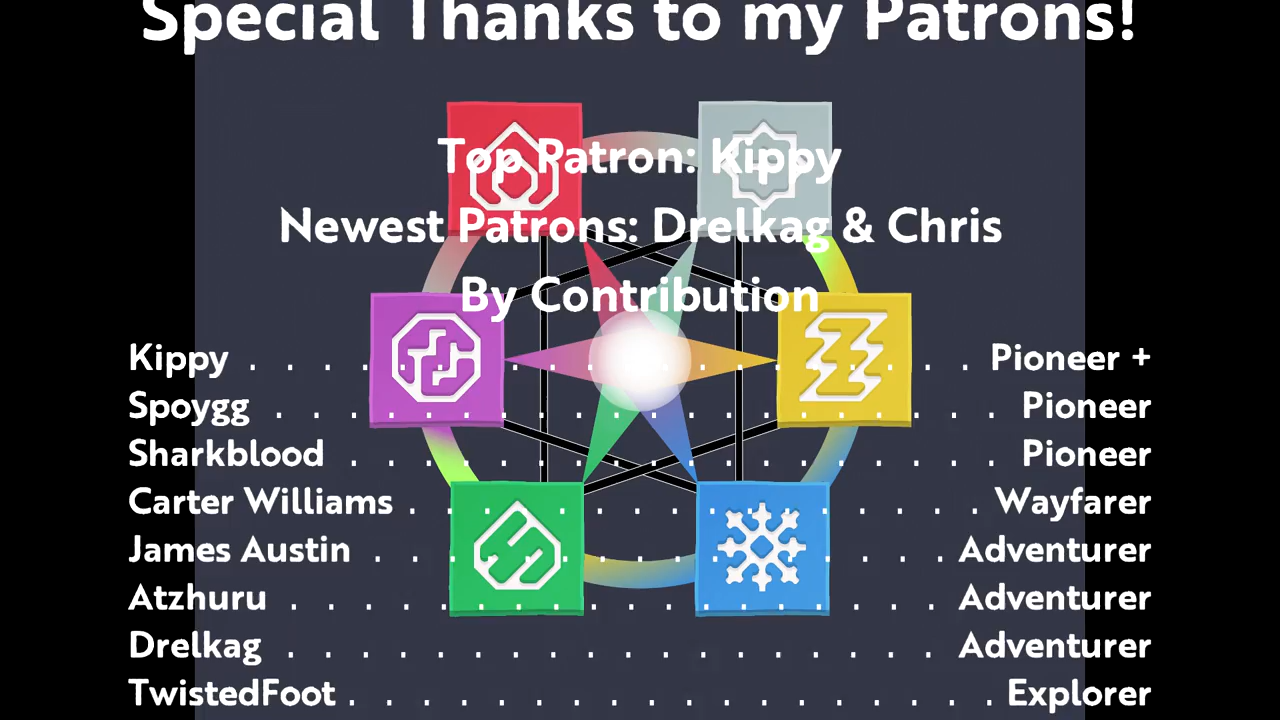 Special Thanks to my Patrons!
Top Patron: Kippy
Newest Patrons: Drelkag & Chris
By Contribution
Kippy . . . . . . . . . . . . . . . . . . . . Pioneer +
Spoygg . . . . . . . . . . . . . . . . . . . . Pioneer
Sharkblood . . . . . . . . . . . . . . . . . . Pioneer
Carter Williams . . . . . . . . . . . . . . . . Wayfarer
James Austin . . . . . . . . . . . . . . . . Adventurer
Atzhuru . . . . . . . . . . . . . . . . . . Adventurer
Drelkag . . . . . . . . . . . . . . . . . . Adventurer
TwistedFoot . . . . . . . . . . . . . . . . . . Explorer